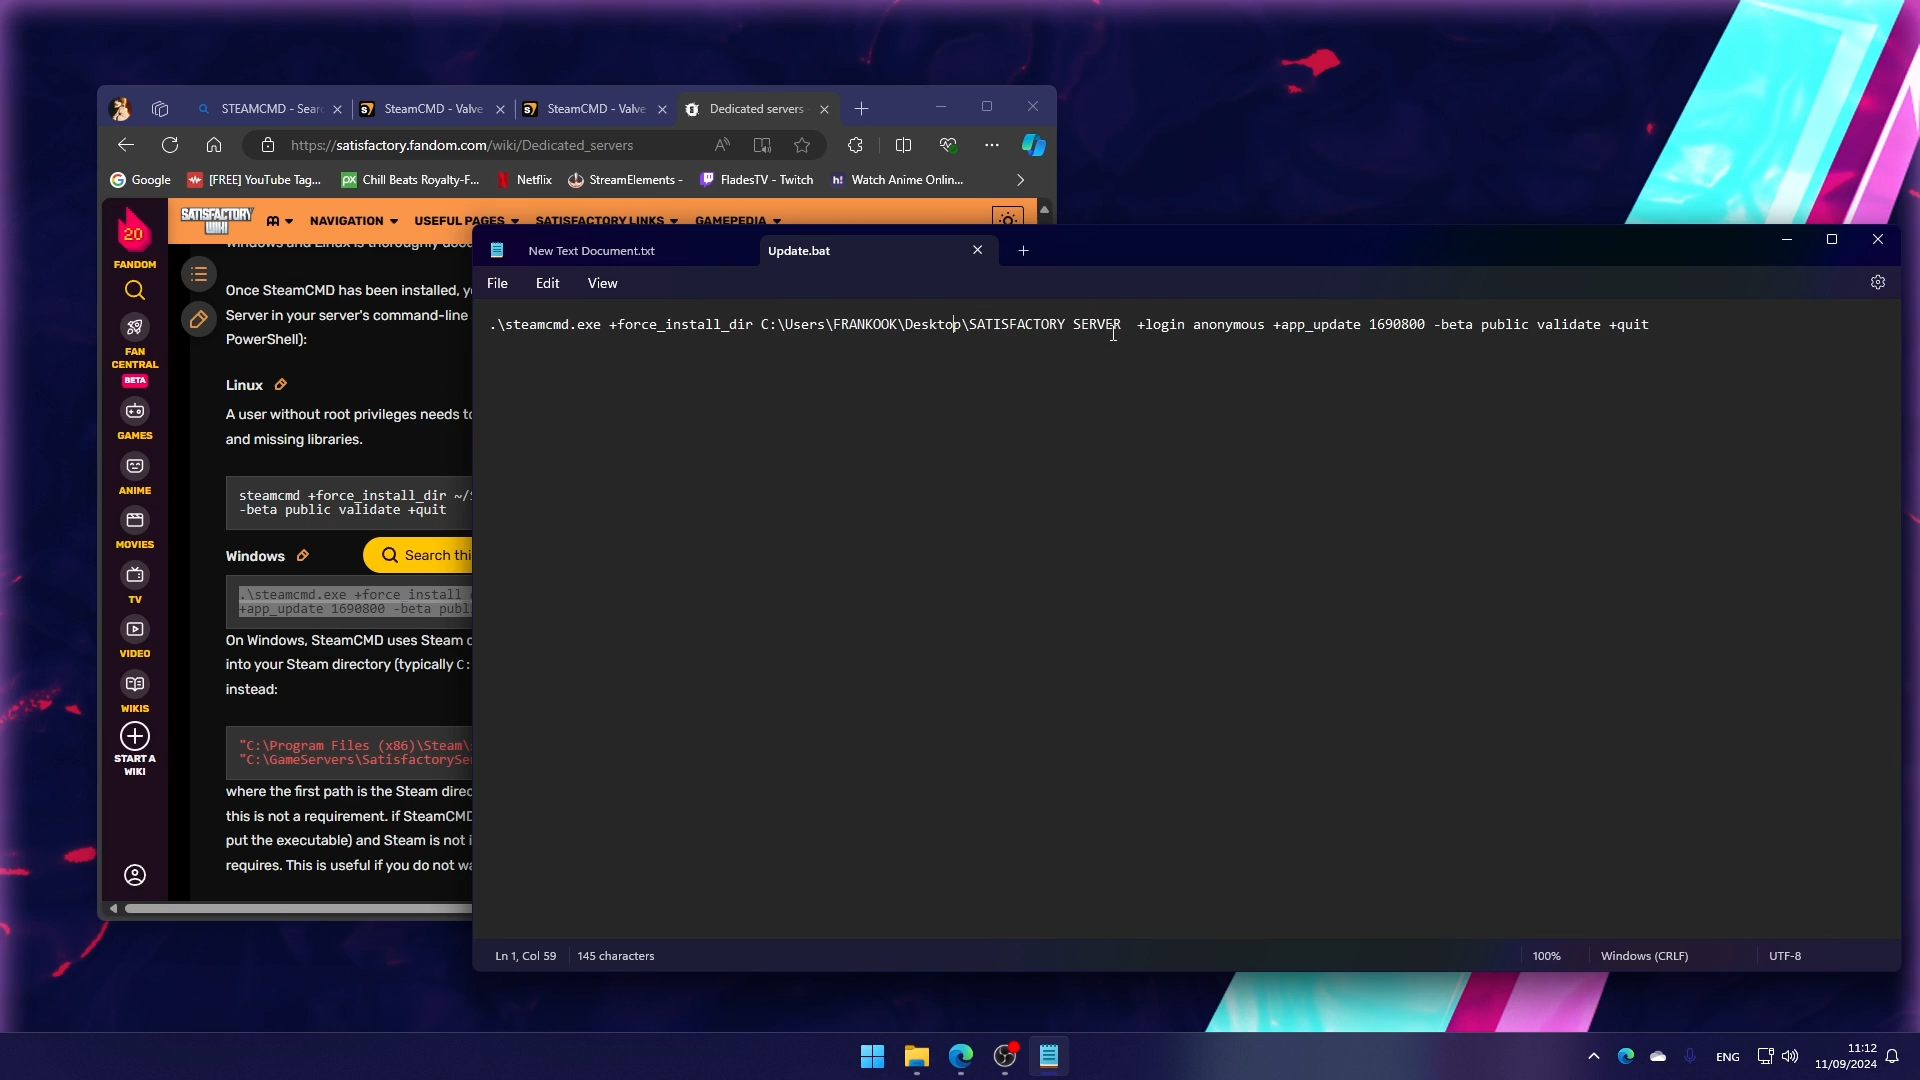 STEAMCMD - Sear
SteamCMD - Valve
SteamCMD - Valve
Dedicated servers -
https://satisfactory.fandom.com/wiki/Dedicated_servers
Google
[FREE] YouTube Tag...
Chill Beats Royalty-F...
Netflix
StreamElements -
FladesTV - Twitch
Watch Anime Onlin...
SATISFACTORY WIKI
NAVIGATION
USEFUL PAGES
SATISFACTORY LINKS
GAMEPEDIA
20
FANDOM
FAN CENTRAL
BETA
GAMES
ANIME
MOVIES
TV
VIDEO
WIKIS
START A WIKI
Once SteamCMD has been installed, y
Server in your server's command-line
PowerShell):
Linux
A user without root privileges needs to
and missing libraries.
steamcmd +force_install_dir ~/
-beta public validate +quit
Windows
Search thi
.\steamcmd.exe +force_install_
+app_update 1690800 -beta publ
On Windows, SteamCMD uses Steam
into your Steam directory (typically C:
instead:
"C:\Program Files (x86)\Steam\
"C:\GameServers\SatisfactorySe
where the first path is the Steam direc
this is not a requirement. if SteamCMD
put the executable) and Steam is not i
requires. This is useful if you do not wa
New Text Document.txt
Update.bat
File
Edit
View
.\steamcmd.exe +force_install_dir C:\Users\FRANKOOK\Desktop\SATISFACTORY SERVER  +login anonymous +app_update 1690800 -beta public validate +quit
Ln 1, Col 59
145 characters
100%
Windows (CRLF)
UTF-8
ENG
11:12
11/09/2024